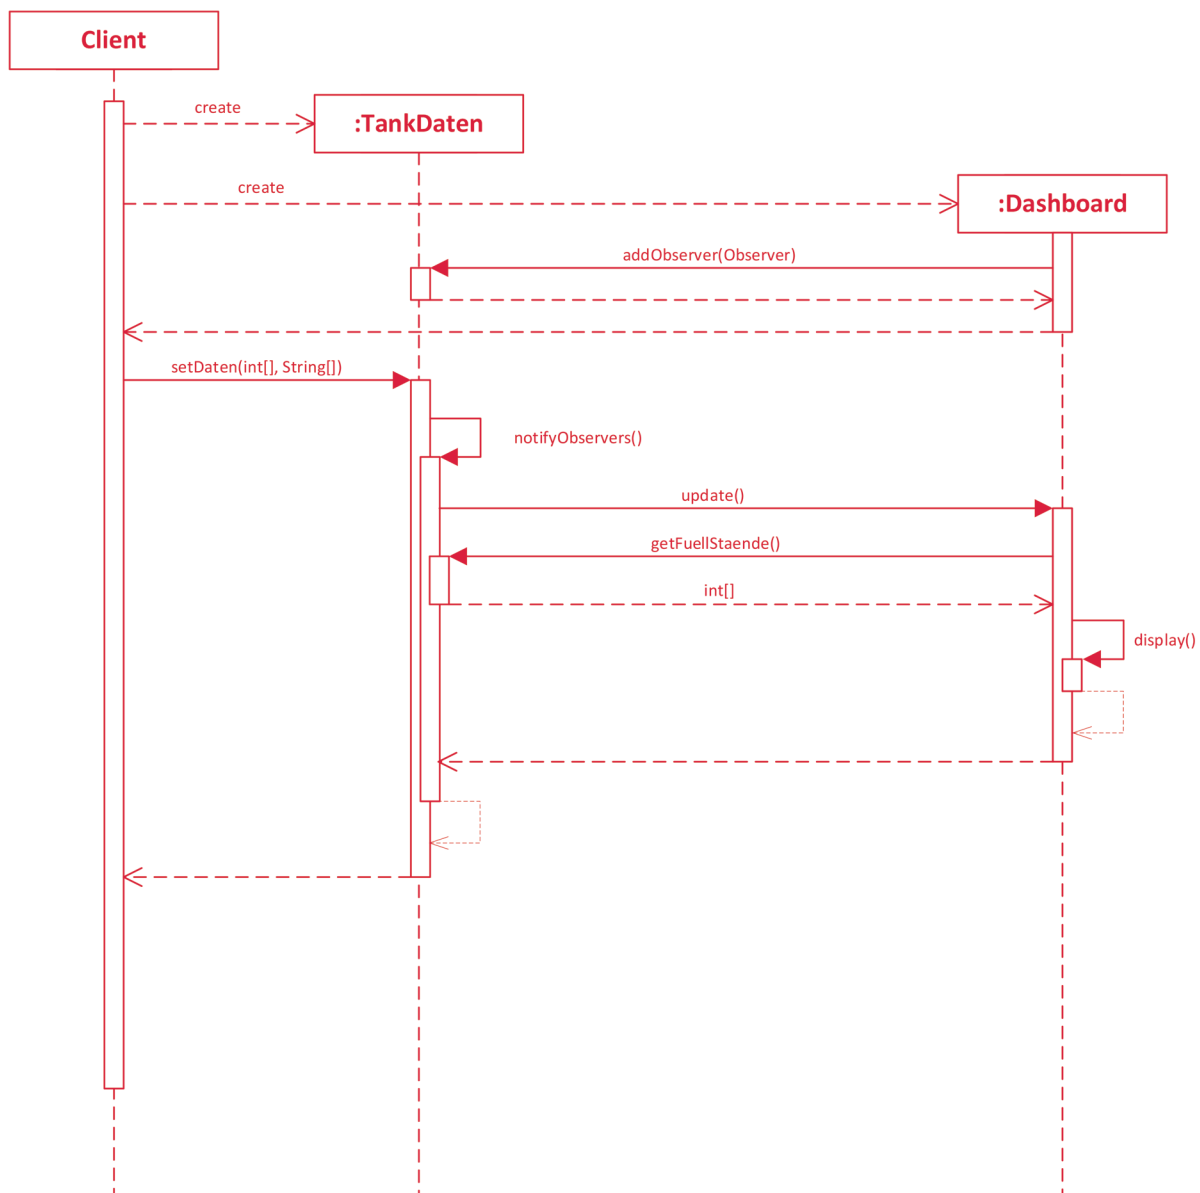 Client
create
:TankDaten
create
:Dashboard
addObserver(Observer)
setDaten(int[], String[])
notifyObservers()
update()
getFuellStaende()
int[]
display()